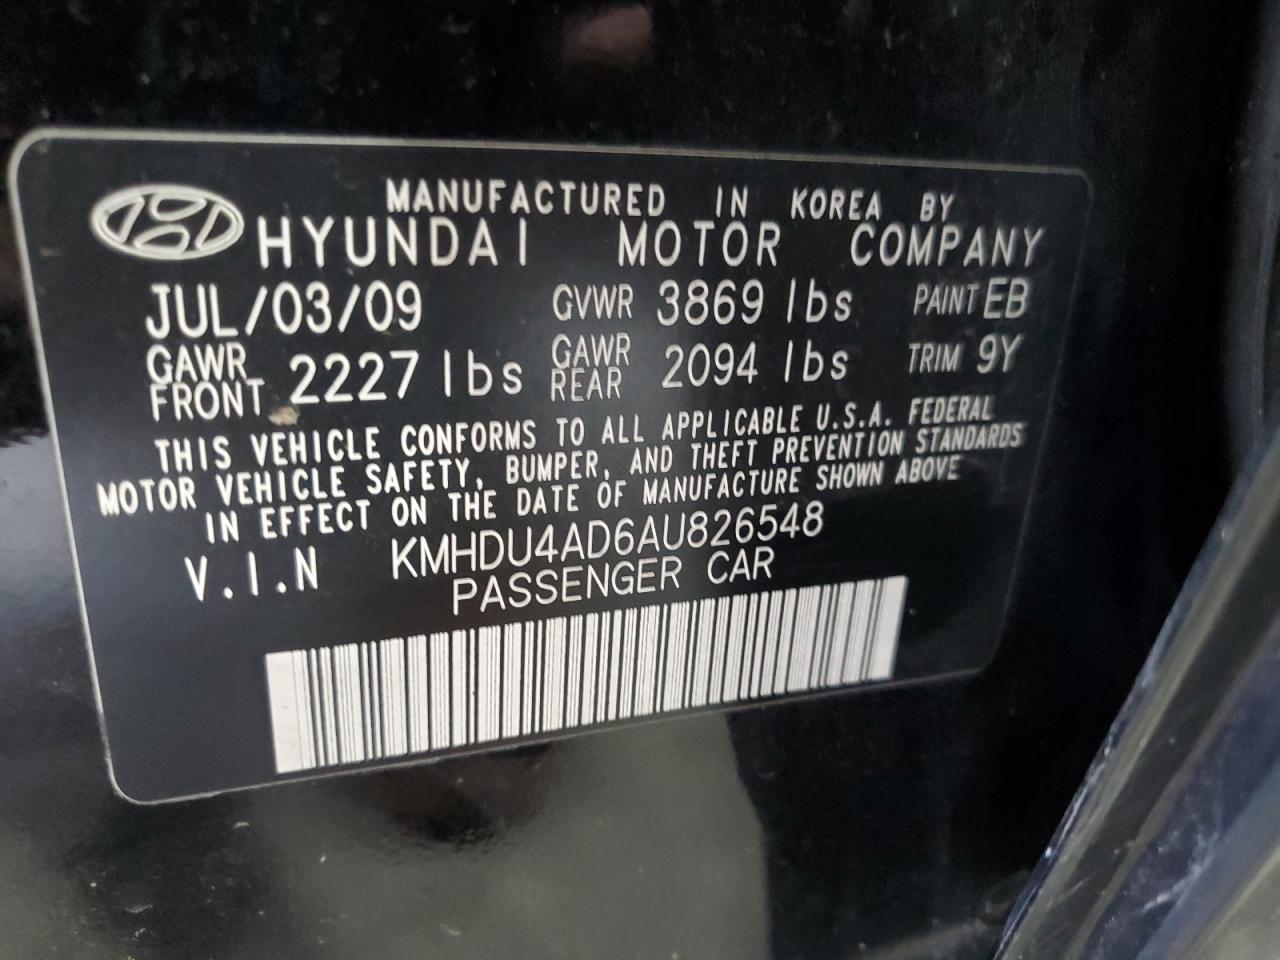 MANUFACTURED IN KOREA BY
HYUNDAI MOTOR COMPANY
JUL/03/09 GVWR 3869 lbs PAINT EB
GAWR FRONT 2227 lbs GAWR REAR 2094 lbs TRIM 9Y
THIS VEHICLE CONFORMS TO ALL APPLICABLE U.S.A. FEDERAL
MOTOR VEHICLE SAFETY, BUMPER, AND THEFT PREVENTION STANDARDS
IN EFFECT ON THE DATE OF MANUFACTURE SHOWN ABOVE
V.I.N KMHDU4AD6AU826548
PASSENGER CAR